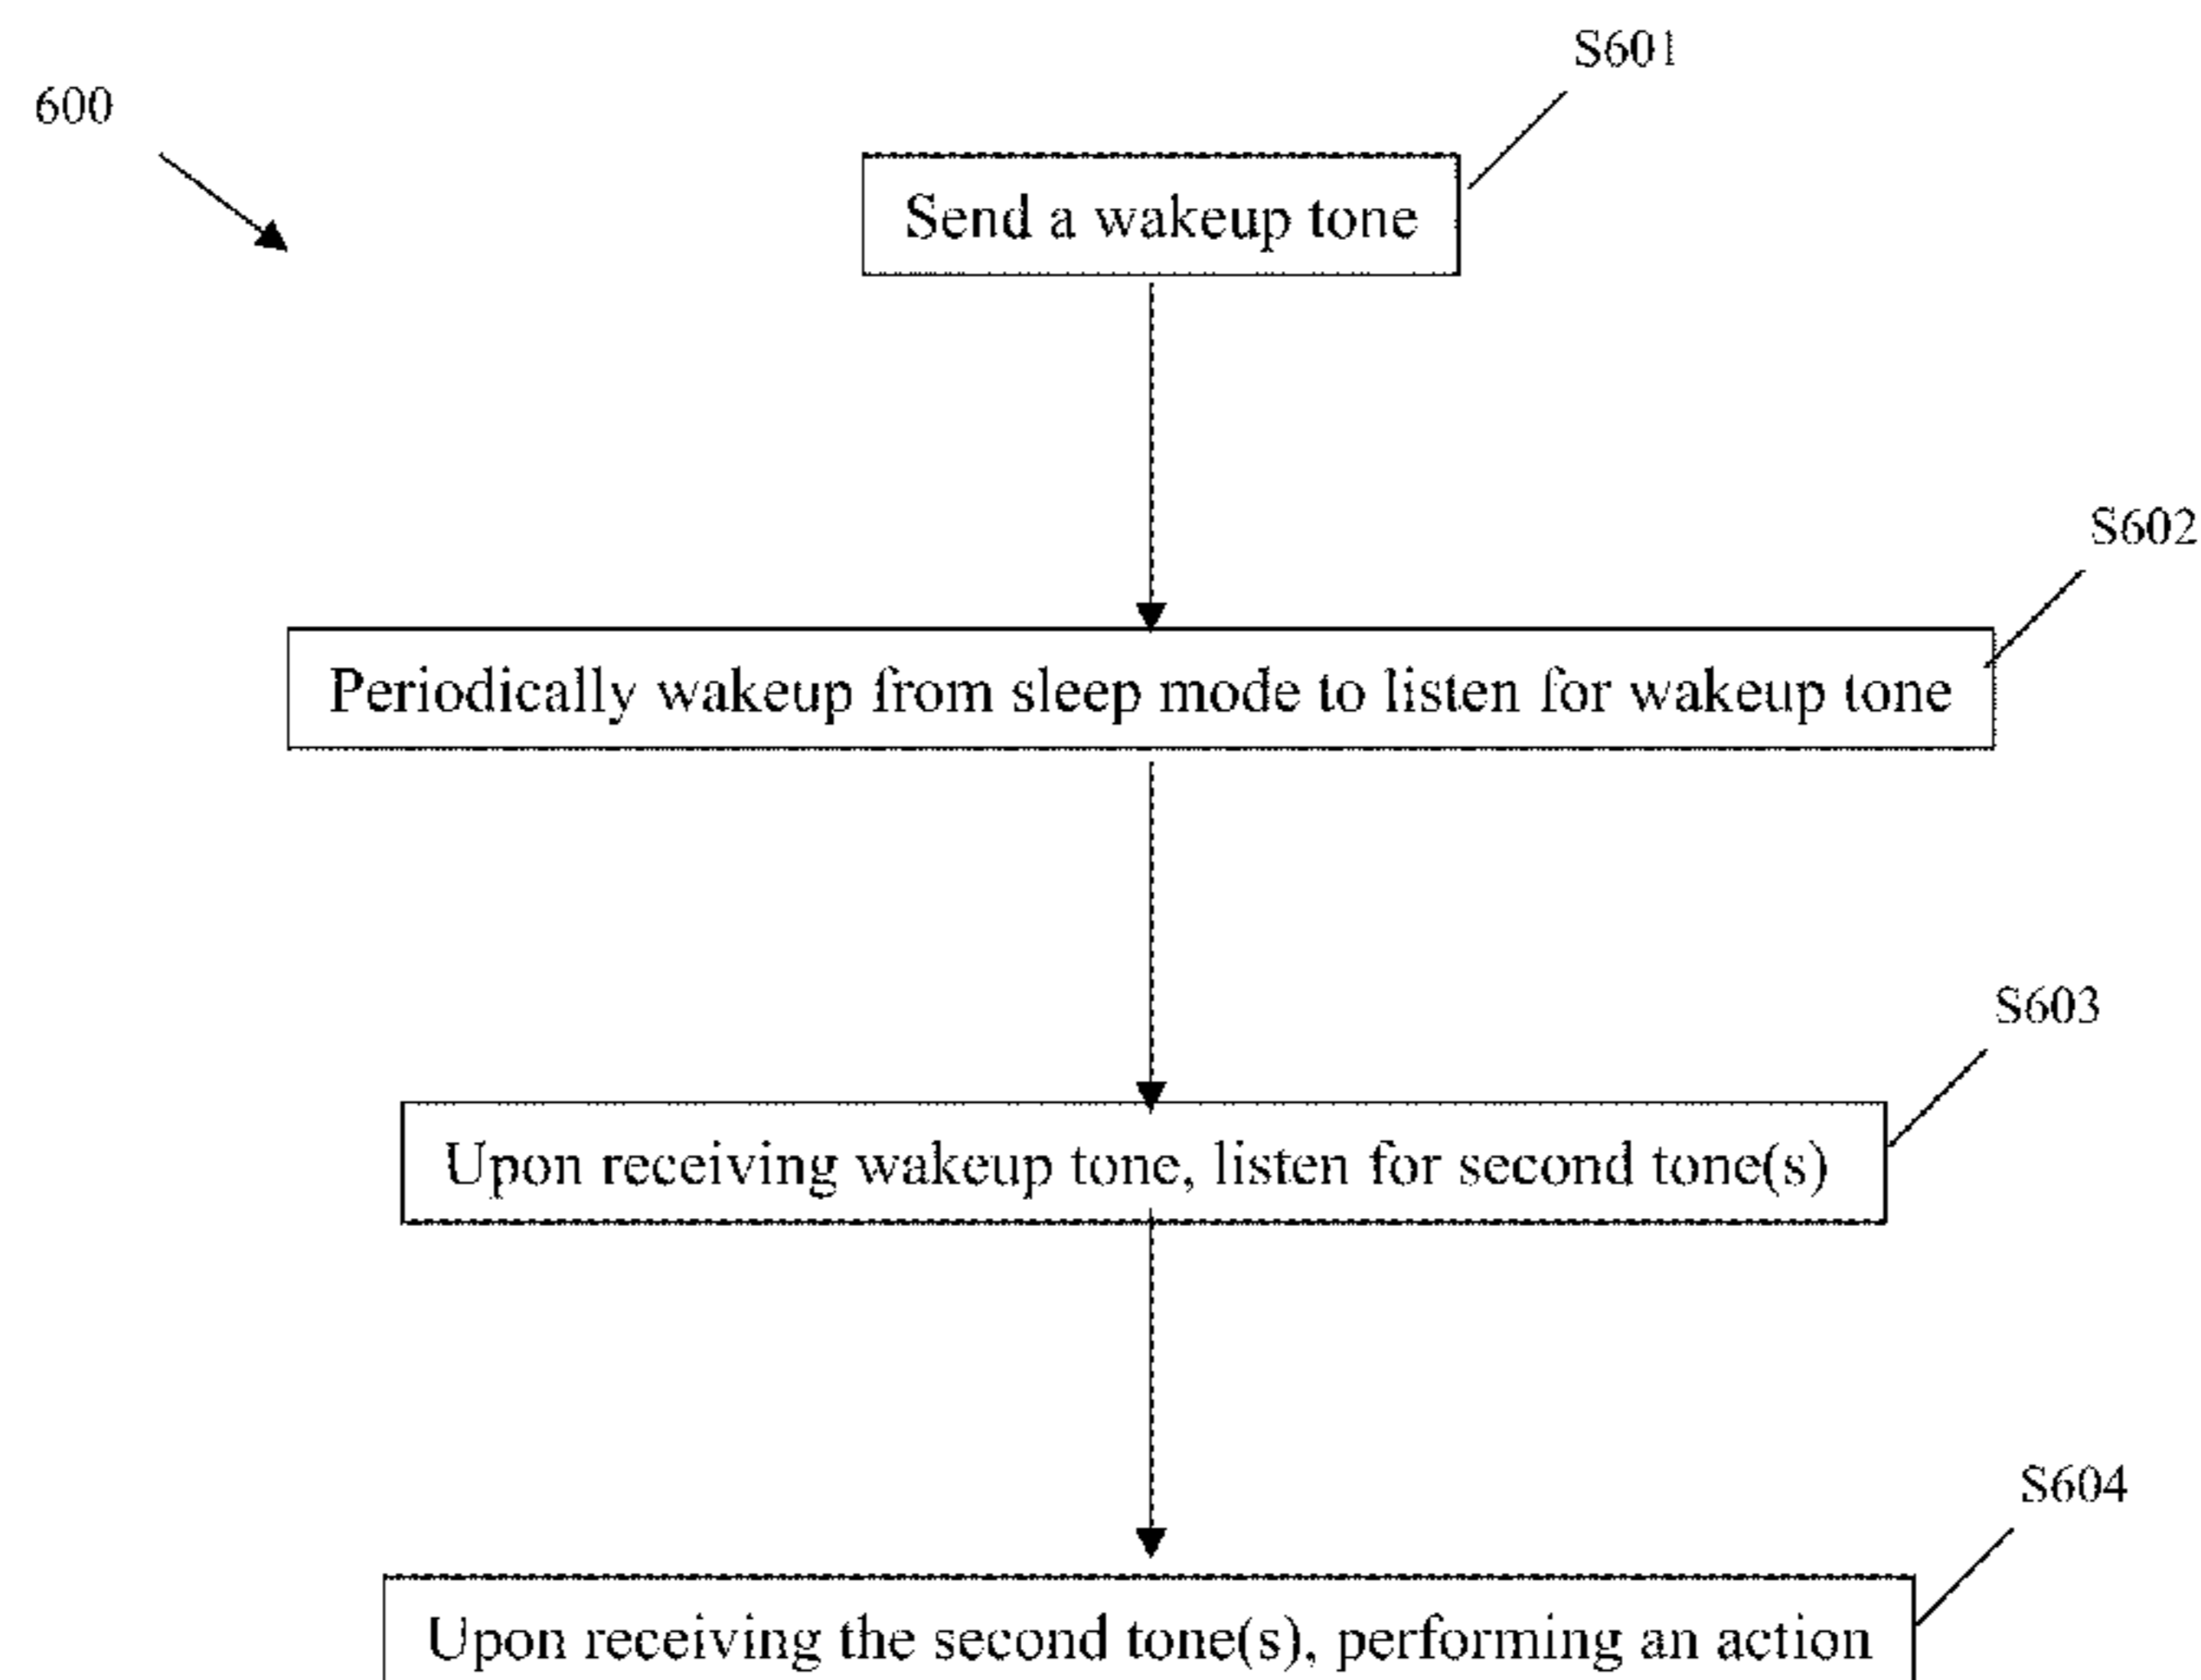 S601
600
Send a wakeup tone
S602
Periodically wakeup from sleep mode to listen for wakeup tone
S603
Upon receiving wakeup tone, listen for second tone(s)
S604
Upon receiving the second tone(s), performing an action